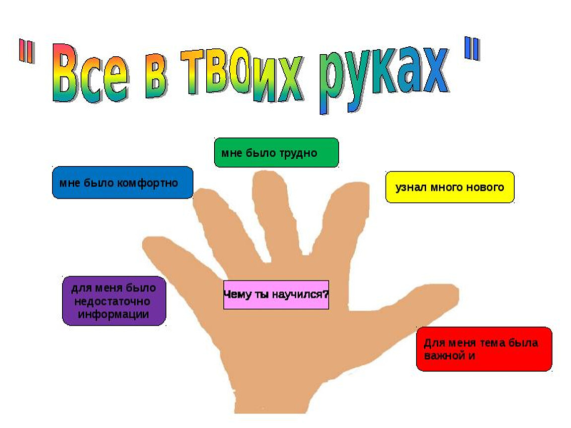 " Все в твоих руках "
мне было трудно
мне было комфортно
узнал много нового
для меня было
недостаточно
информации
Чему ты научился?
Для меня тема была
важной и